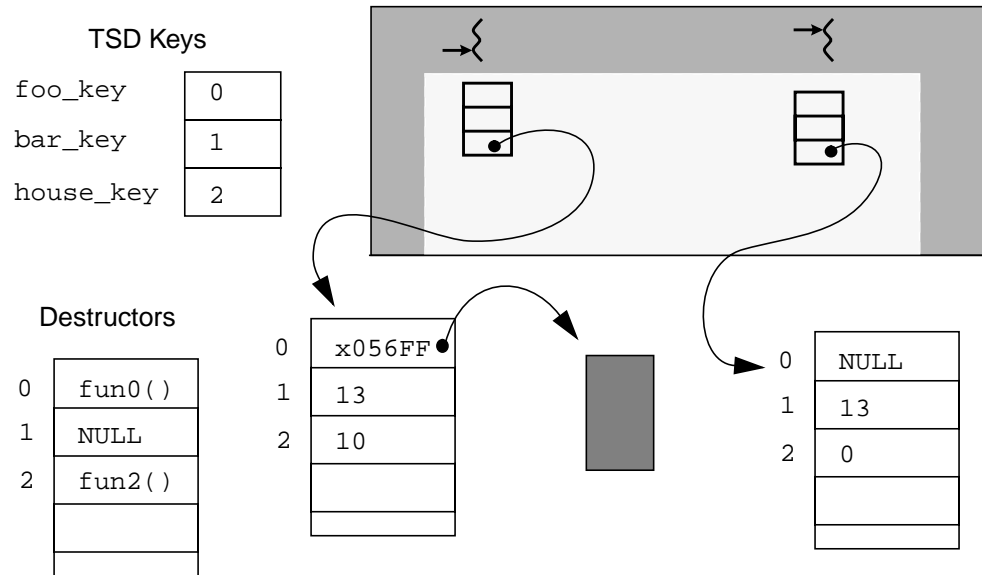 TSD Keys
foo_key 0
bar_key 1
house_key 2
Destructors
0 fun0()
1 NULL
2 fun2()
0 x056FF
1 13
2 10
0 NULL
1 13
2 0